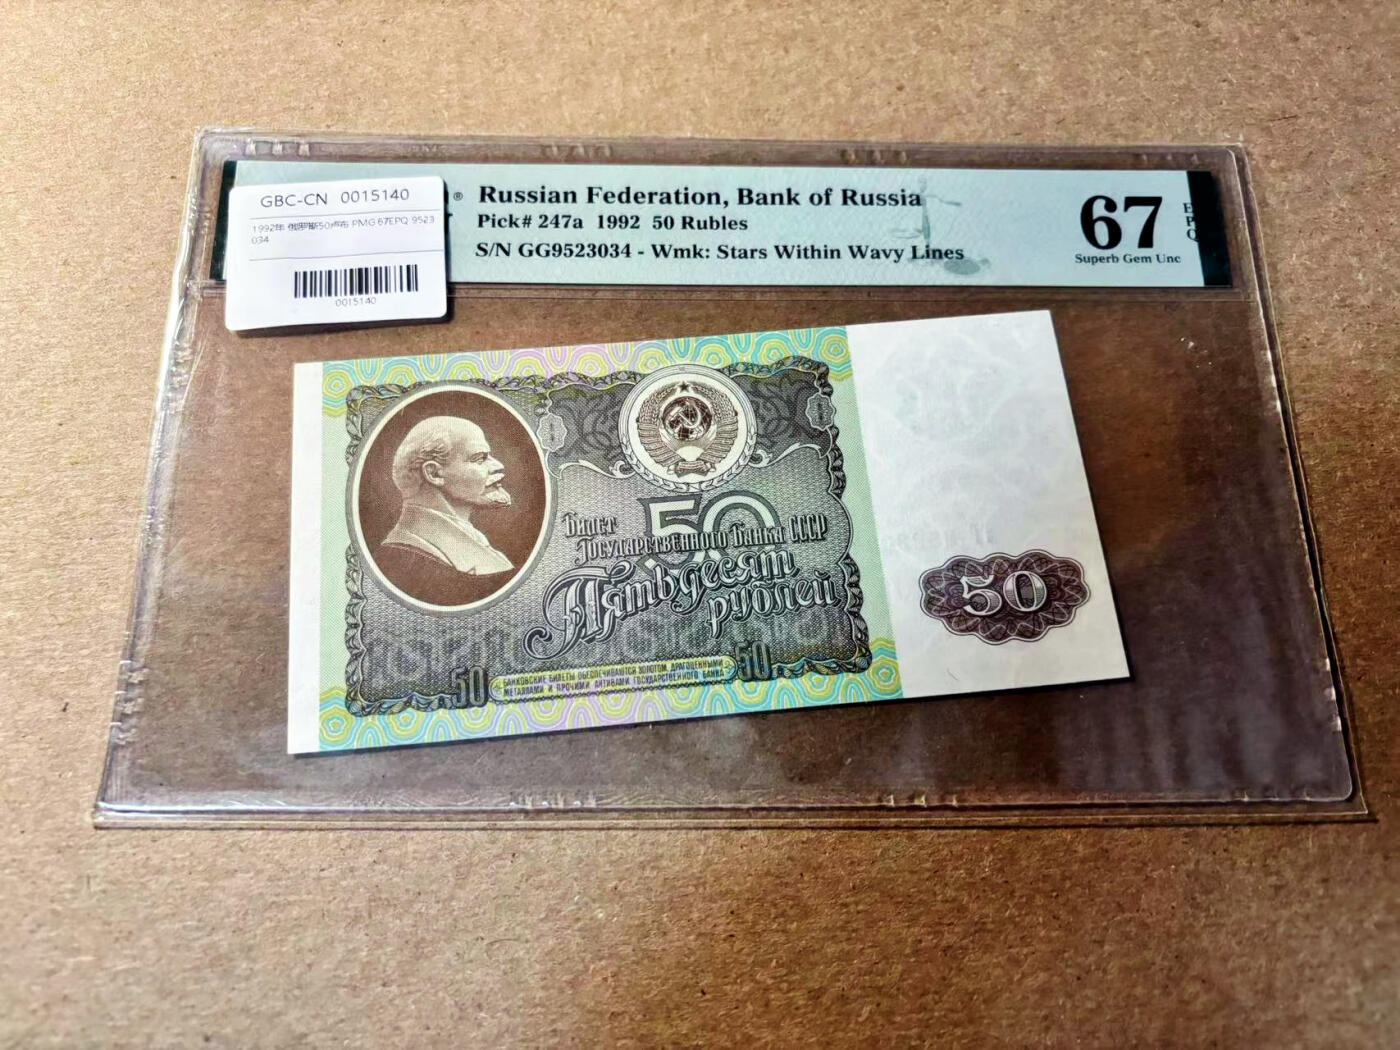 GBC-CN 0015140
1992年 俄罗斯50卢布 PMG 67EPQ 9523
034
0015140
®
Russian Federation, Bank of Russia
Pick# 247a 1992 50 Rubles
S/N GG9523034 - Wmk: Stars Within Wavy Lines
67
Superb Gem Unc
E
P
Q
50
Билет
Государственного Банка СССР
Пятьдесят
рублей
50
50
БАНКОВСКИЕ БИЛЕТЫ ОБЕСПЕЧИВАЮТСЯ ЗОЛОТОМ, ДРАГОЦЕННЫМИ
МЕТАЛЛАМИ И ПРОЧИМИ АКТИВАМИ ГОСУДАРСТВЕННОГО БАНКА
50